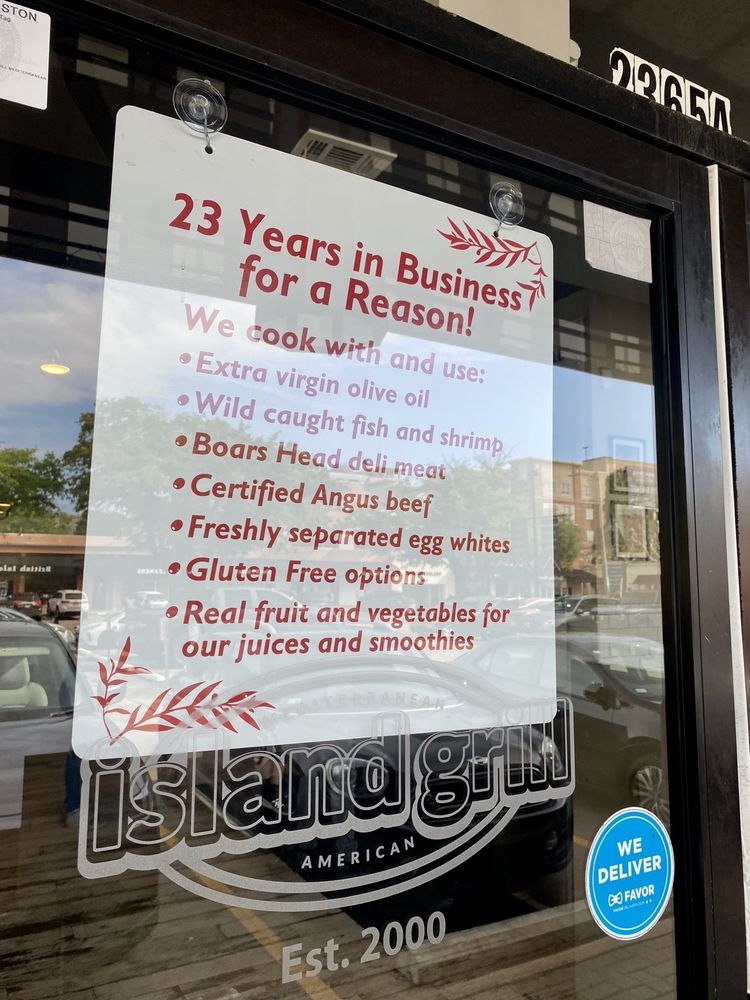 STON
2365A
23 Years in Business
for a Reason!
We cook with and use:
• Extra virgin olive oil
• Wild caught fish and shrimp
• Boars Head deli meat
• Certified Angus beef
• Freshly separated egg whites
• Gluten Free options
• Real fruit and vegetables for
our juices and smoothies
MEDITERRANEAN
island grill
AMERICAN
Est. 2000
WE
DELIVER
FAVOR